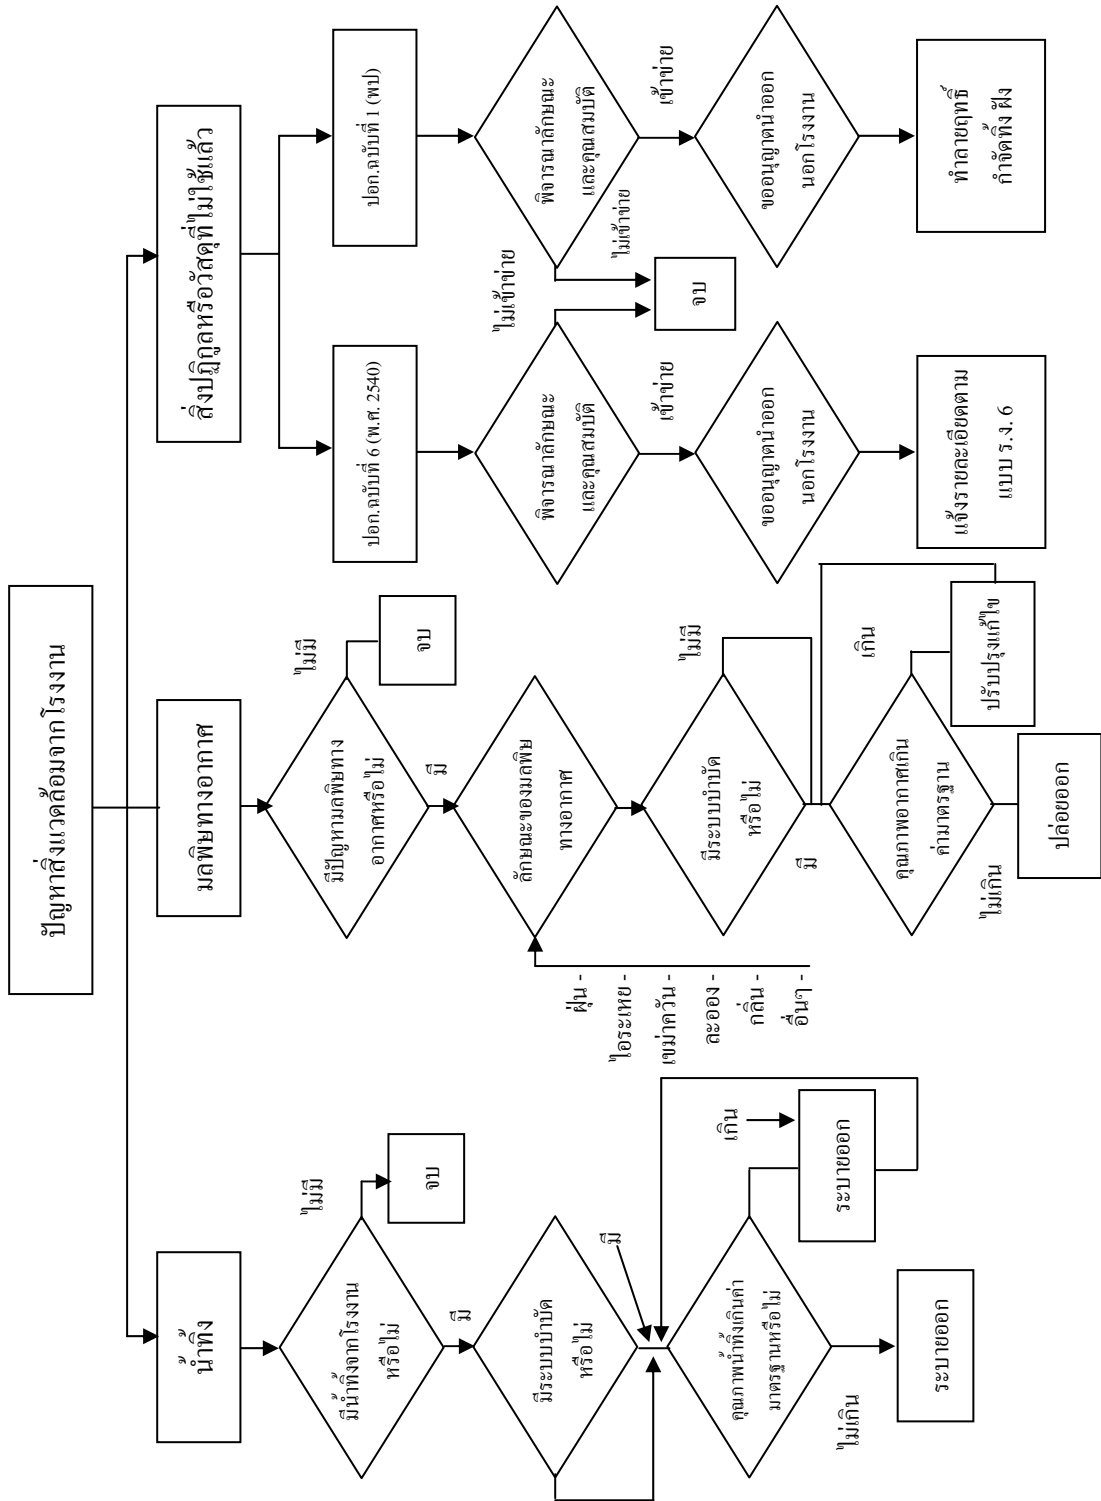 ปัญหาสิ่งแวดล้อมจากโรงงาน
น้ำทิ้ง
มีน้ำทิ้งจากโรงงาน
หรือไม่
ไม่มี
จบ
มี
มีระบบบำบัด
หรือไม่
มี
คุณภาพน้ำทิ้งเกินค่า
มาตรฐานหรือไม่
เกิน
ระบายออก
ไม่เกิน
ระบายออก
มลพิษทางอากาศ
มีปัญหามลพิษทาง
อากาศหรือไม่
ไม่มี
จบ
มี
ลักษณะของมลพิษ
ทางอากาศ
ฝุ่น -
ไอระเหย -
เขม่าควัน -
ละออง -
กลิ่น -
อื่นๆ -
มีระบบบำบัด
หรือไม่
ไม่มี
มี
คุณภาพอากาศเกิน
ค่ามาตรฐาน
เกิน
ปรับปรุงแก้ไข
ไม่เกิน
ปล่อยออก
สิ่งปฏิกูลหรือวัสดุที่ไม่ใช้แล้ว
ปอก.ฉบับที่ 6 (พ.ศ. 2540)
พิจารณาลักษณะ
และคุณสมบัติ
ไม่เข้าข่าย
จบ
เข้าข่าย
ขออนุญาตนำออก
นอกโรงงาน
แจ้งรายละเอียดตาม
แบบ ร.ง. 6
ปอก.ฉบับที่ 1 (พป)
พิจารณาลักษณะ
และคุณสมบัติ
ไม่เข้าข่าย
เข้าข่าย
ขออนุญาตนำออก
นอกโรงงาน
ทำลายฤทธิ์
กำจัดทิ้ง ฝัง